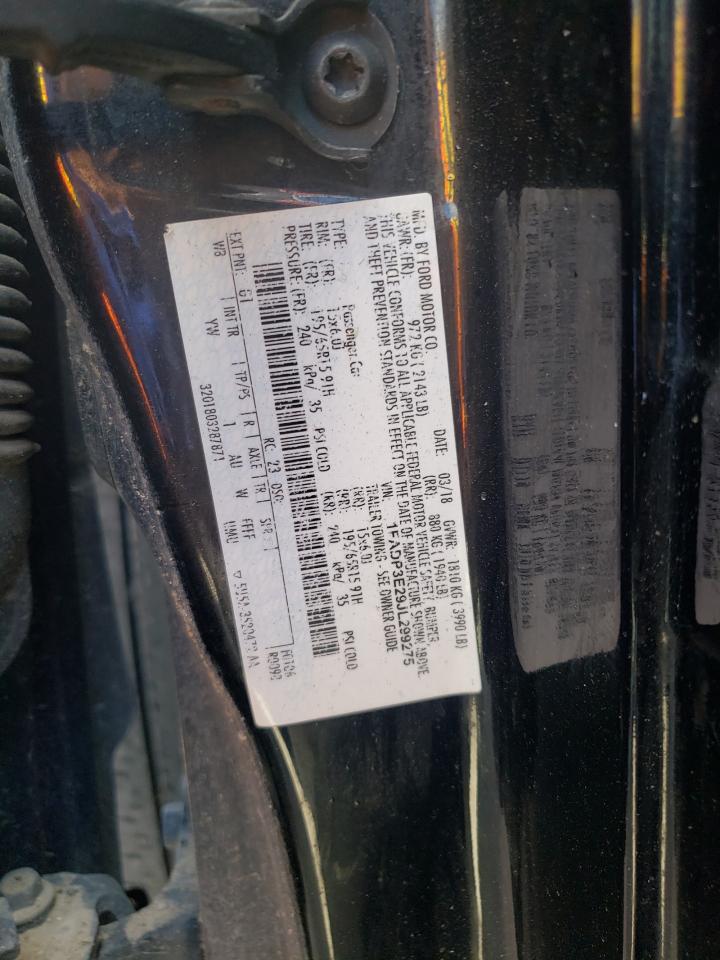 MFD. BY FORD MOTOR CO.
DATE: 03/18 GVWR: 1810 KG (3990 LB)
GAWR: (FR) 972 KG (2143 LB) (RR) 880 KG (1940 LB)
THIS VEHICLE CONFORMS TO ALL APPLICABLE FEDERAL MOTOR VEHICLE SAFETY, BUMPER,
AND THEFT PREVENTION STANDARDS IN EFFECT ON THE DATE OF MANUFACTURE SHOWN ABOVE
VIN: 1FADP3E29JL299275
TYPE: Passenger Car TRAILER TOWING - SEE OWNER GUIDE
RIM: (FR) 15x6.0J (RR) 15x6.0J
TIRE: (FR) 195/65R15 91H (RR) 195/65R15 91H
PRESSURE: (FR) 240 kPa/ 35 PSI COLD (RR) 240 kPa/ 35 PSI COLD
RC: 23 DSO:
EXT PNT: G1 INT TR TP/PS R AXLE TR SPR
W3 YW 1 AU W FFFF UMU
3201803287871